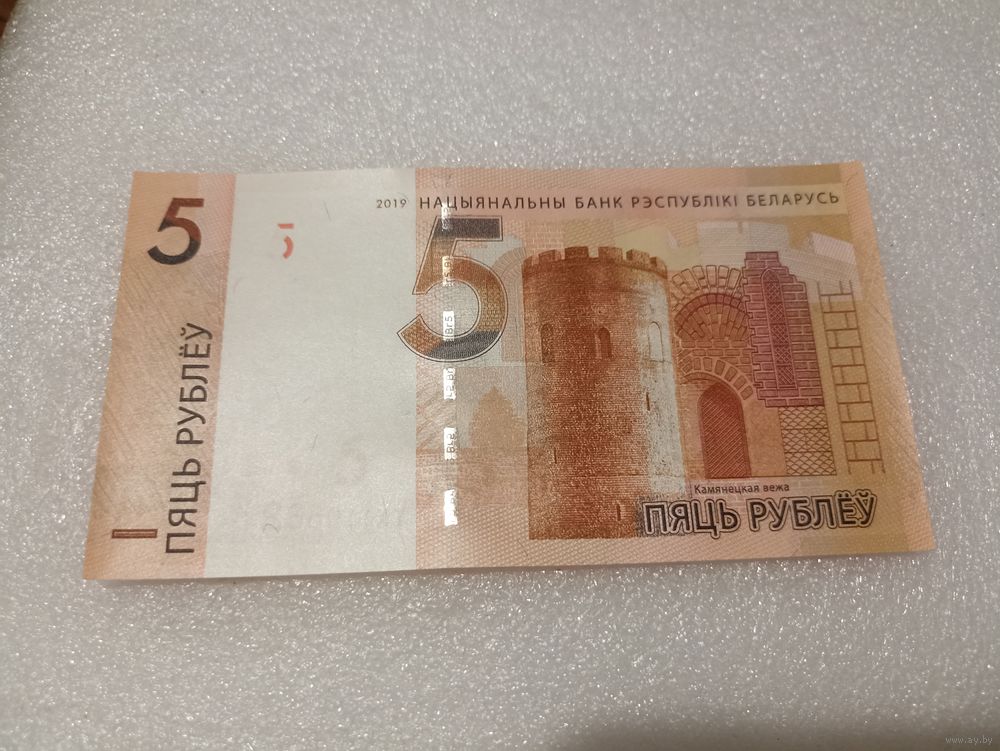 5
ПЯЦЬ РУБЛЁЎ
2019 НАЦЫЯНАЛЬНЫ БАНК РЭСПУБЛІКІ БЕЛАРУСЬ
5
Камянецкая вежа
ПЯЦЬ РУБЛЁЎ
www.ay.by